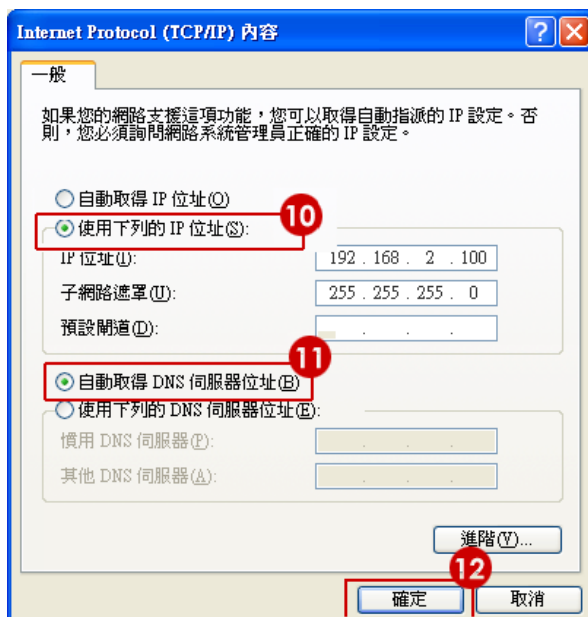 Internet Protocol (TCP/IP) 內容
一般
如果您的網路支援這項功能，您可以取得自動指派的 IP 設定。否
則，您必須詢問網路系統管理員正確的 IP 設定。
自動取得 IP 位址(O)
10
使用下列的 IP 位址(S):
IP 位址(I): 192 . 168 . 2 . 100
子網路遮罩(U): 255 . 255 . 255 . 0
預設閘道(D): . . .
11
自動取得 DNS 伺服器位址(B)
使用下列的 DNS 伺服器位址(E):
慣用 DNS 伺服器(P): . . .
其他 DNS 伺服器(A): . . .
進階(V)...
12
確定 取消